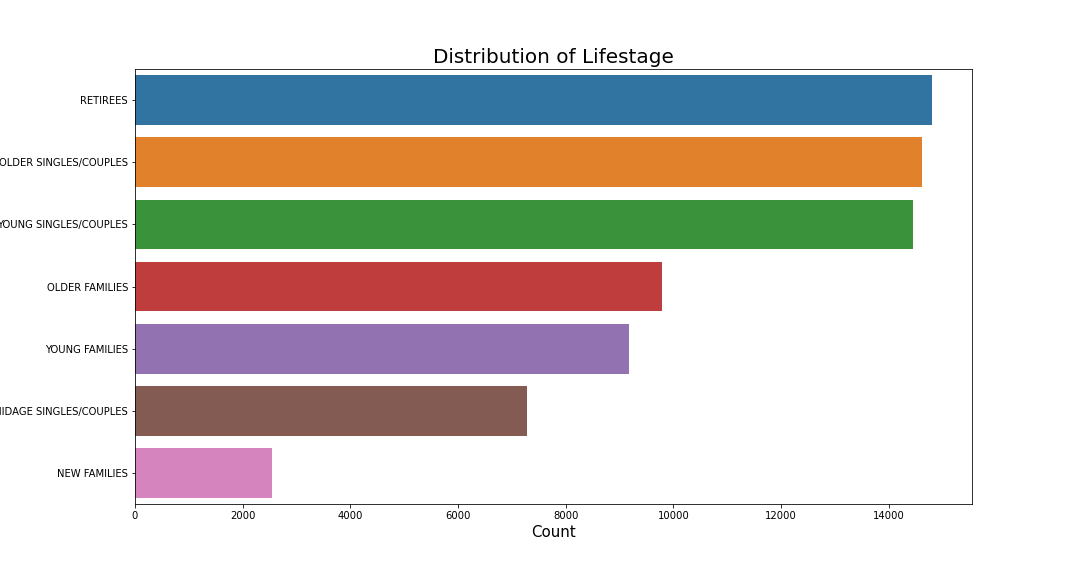 Distribution of Lifestage
RETIREES
OLDER SINGLES/COUPLES
YOUNG SINGLES/COUPLES
OLDER FAMILIES
YOUNG FAMILIES
IDAGE SINGLES/COUPLES
NEW FAMILIES
0 2000 4000 6000 8000 10000 12000 14000
Count